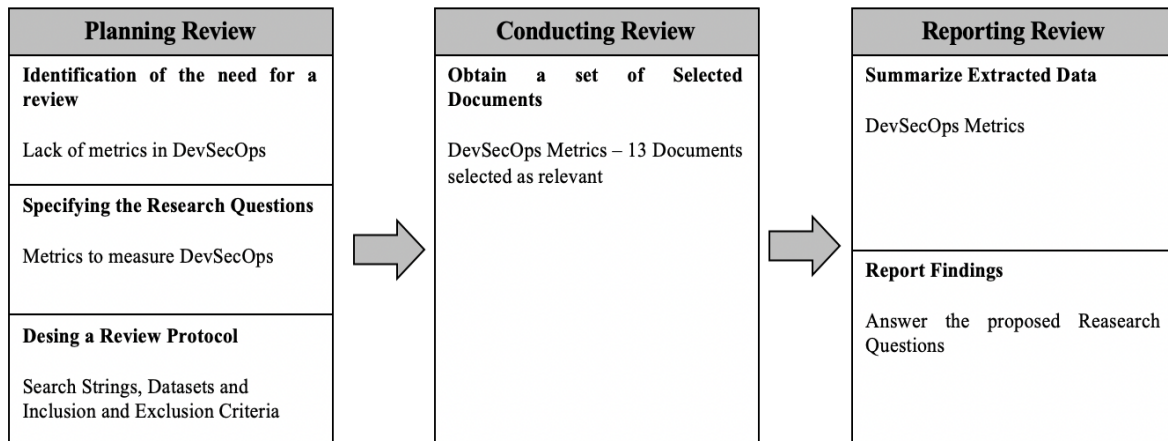 Planning Review
Identification of the need for a
review
Lack of metrics in DevSecOps
Specifying the Research Questions
Metrics to measure DevSecOps
Desing a Review Protocol
Search Strings, Datasets and
Inclusion and Exclusion Criteria
Conducting Review
Obtain a set of Selected
Documents
DevSecOps Metrics – 13 Documents
selected as relevant
Reporting Review
Summarize Extracted Data
DevSecOps Metrics
Report Findings
Answer the proposed Reasearch
Questions